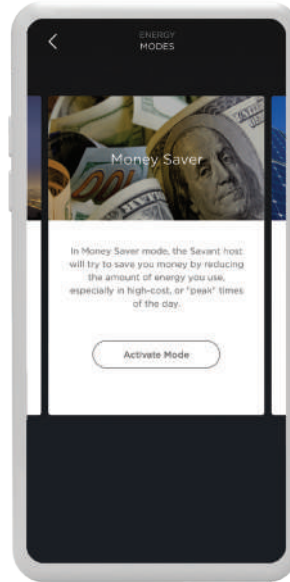 ENERGY
MODES
Money Saver
In Money Saver mode, the Savant host
will try to save you money by reducing
the amount of energy you use,
especially in high-cost, or "peak" times
of the day.
Activate Mode